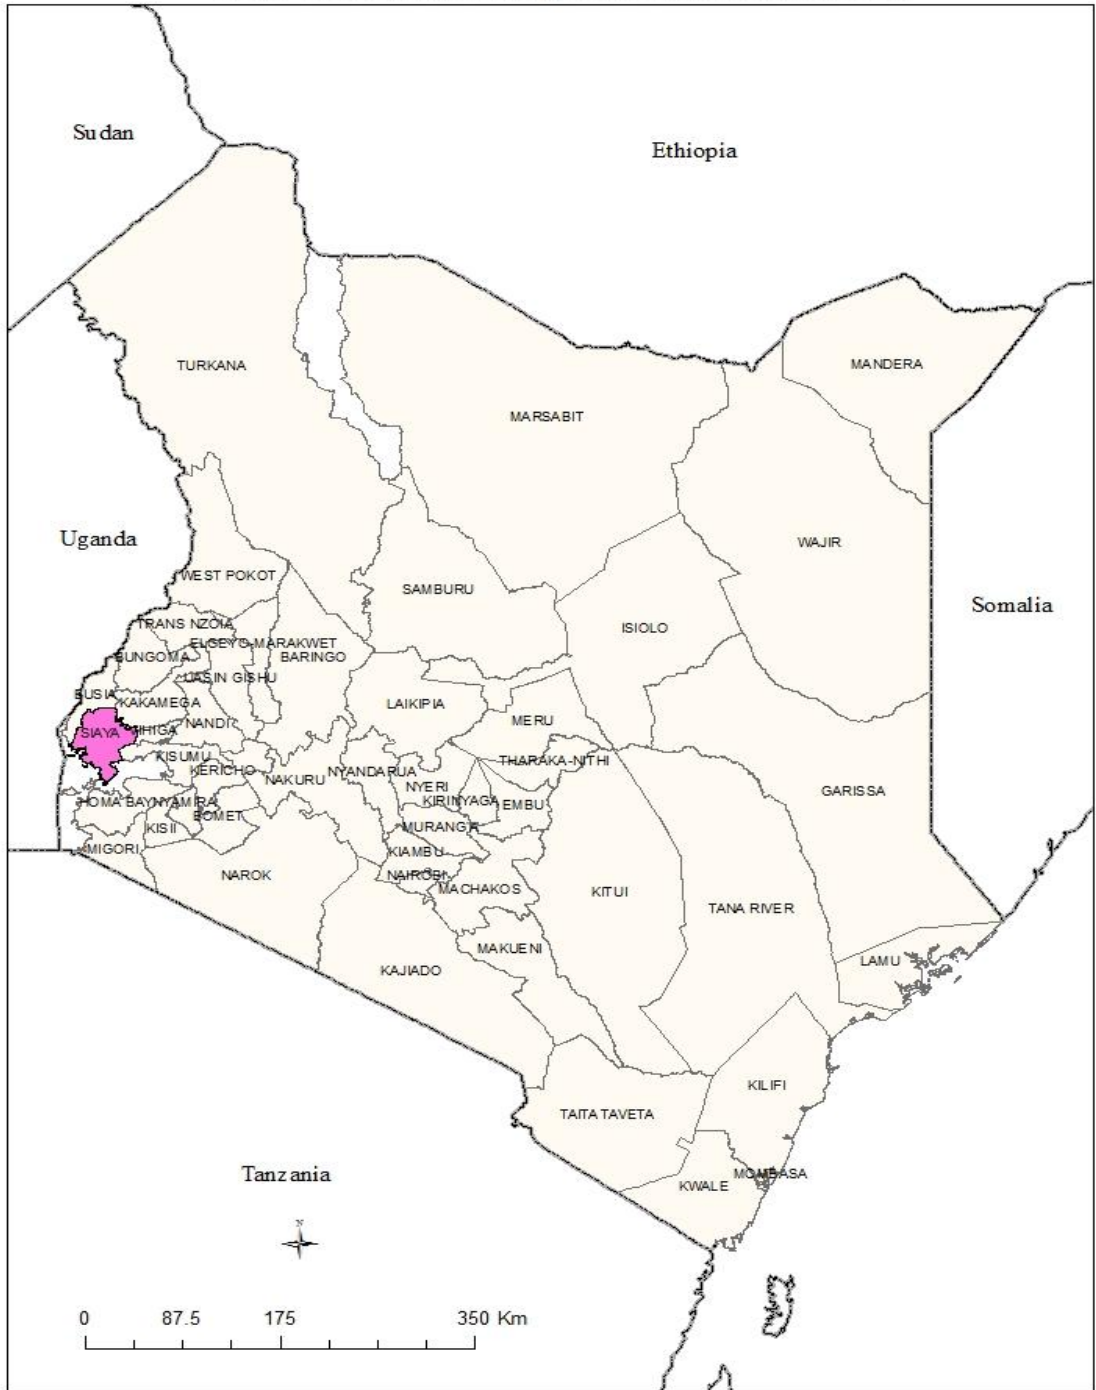 Sudan
Ethiopia
TURKANA
MANDERA
MARSABIT
Uganda
WAJIR
WEST POKOT
SAMBURU
Somalia
TRANS NZOIA
ISIOLO
ELGEYO-MARAKWET
BUNGOMA
BARINGO
UASIN GISHU
BUSIA
KAKAMEGA
LAIKIPIA
MERU
NANDI
SIAYA
VIHIGA
KISUMU
THARAKA-NITHI
KERICHO
NAKURU
NYANDARUA
NYERI
GARISSA
HOMA BAY
NYAMIRA
KIRINYAGA
EMBU
BOMET
KISII
MURANGA
MIGORI
KIAMBU
NAROK
NAIROBI
MACHAKOS
KITUI
TANA RIVER
MAKUENI
LAMU
KAJIADO
KILIFI
TAITA TAVETA
Tanzania
MOMBASA
KWALE
N
0 87.5 175 350 Km